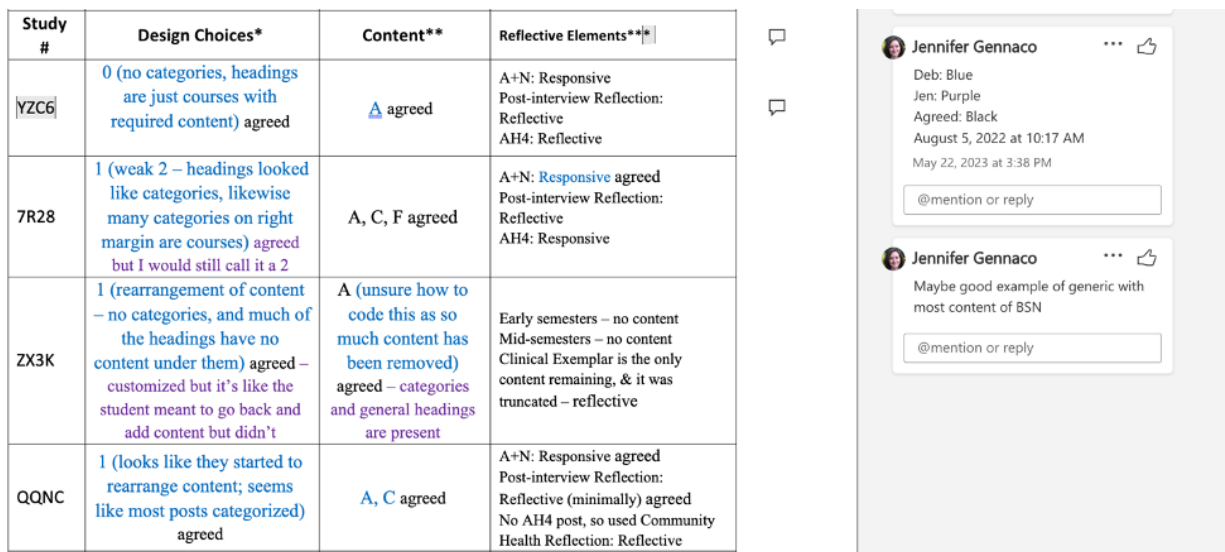 Study
#
Design Choices*
Content**
Reflective Elements***
YZC6
0 (no categories, headings
are just courses with
required content) agreed
A agreed
A+N: Responsive
Post-interview Reflection:
Reflective
AH4: Reflective
7R28
1 (weak 2 – headings looked
like categories, likewise
many categories on right
margin are courses) agreed
but I would still call it a 2
A, C, F agreed
A+N: Responsive agreed
Post-interview Reflection:
Reflective
AH4: Responsive
ZX3K
1 (rearrangement of content
– no categories, and much of
the headings have no
content under them) agreed –
customized but it's like the
student meant to go back and
add content but didn't
A (unsure how to
code this as so
much content has
been removed)
agreed – categories
and general headings
are present
Early semesters – no content
Mid-semesters – no content
Clinical Exemplar is the only
content remaining, & it was
truncated – reflective
QQNC
1 (looks like they started to
rearrange content; seems
like most posts categorized)
agreed
A, C agreed
A+N: Responsive agreed
Post-interview Reflection:
Reflective (minimally) agreed
No AH4 post, so used Community
Health Reflection: Reflective
Jennifer Gennaco
Deb: Blue
Jen: Purple
Agreed: Black
August 5, 2022 at 10:17 AM
May 22, 2023 at 3:38 PM
@mention or reply
Jennifer Gennaco
Maybe good example of generic with
most content of BSN
@mention or reply